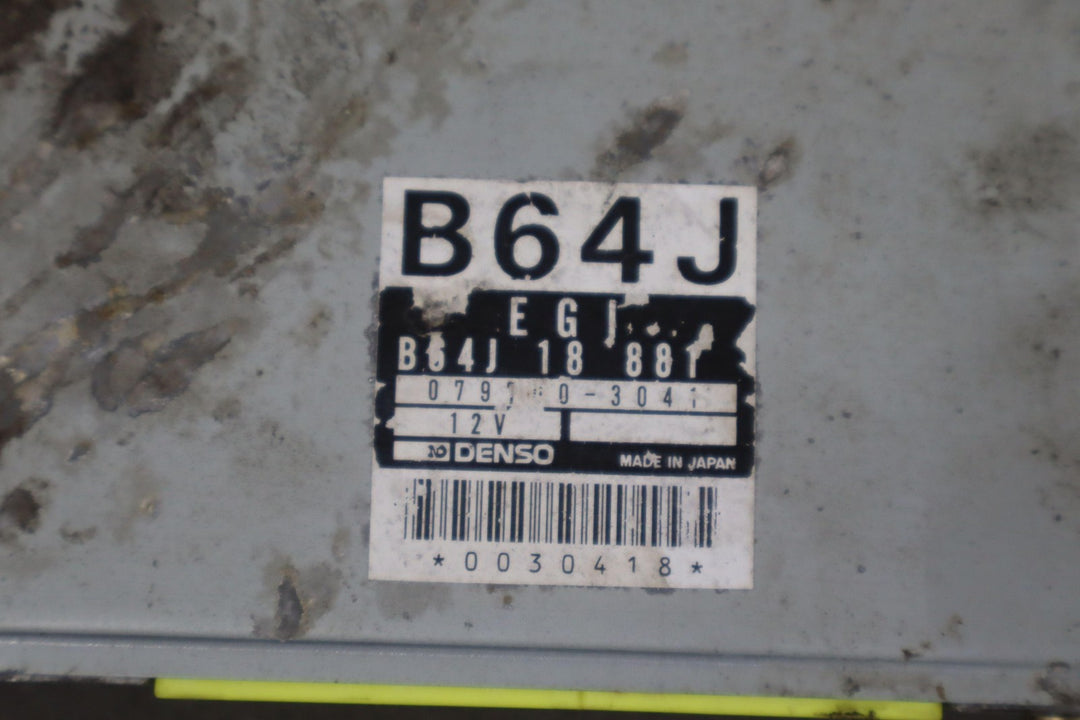 B64J
EGI
B64J 18 881
12V
DENSO
MADE IN JAPAN
*0030418*